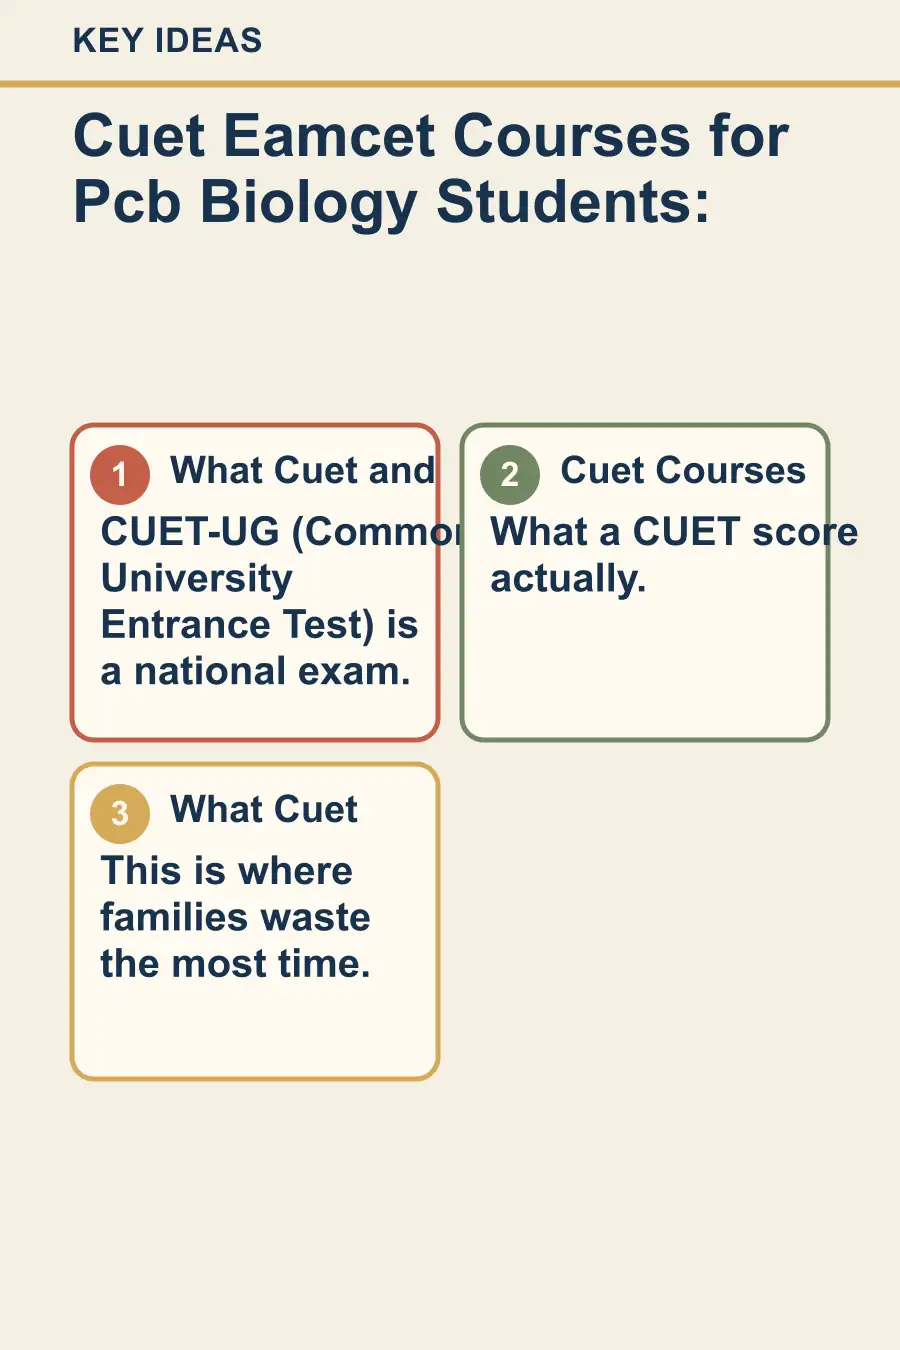 KEY IDEAS
Cuet Eamcet Courses for
Pcb Biology Students:
1 What Cuet and
CUET-UG (Common
University
Entrance Test) is
a national exam.
2 Cuet Courses
What a CUET score
actually.
3 What Cuet
This is where
families waste
the most time.